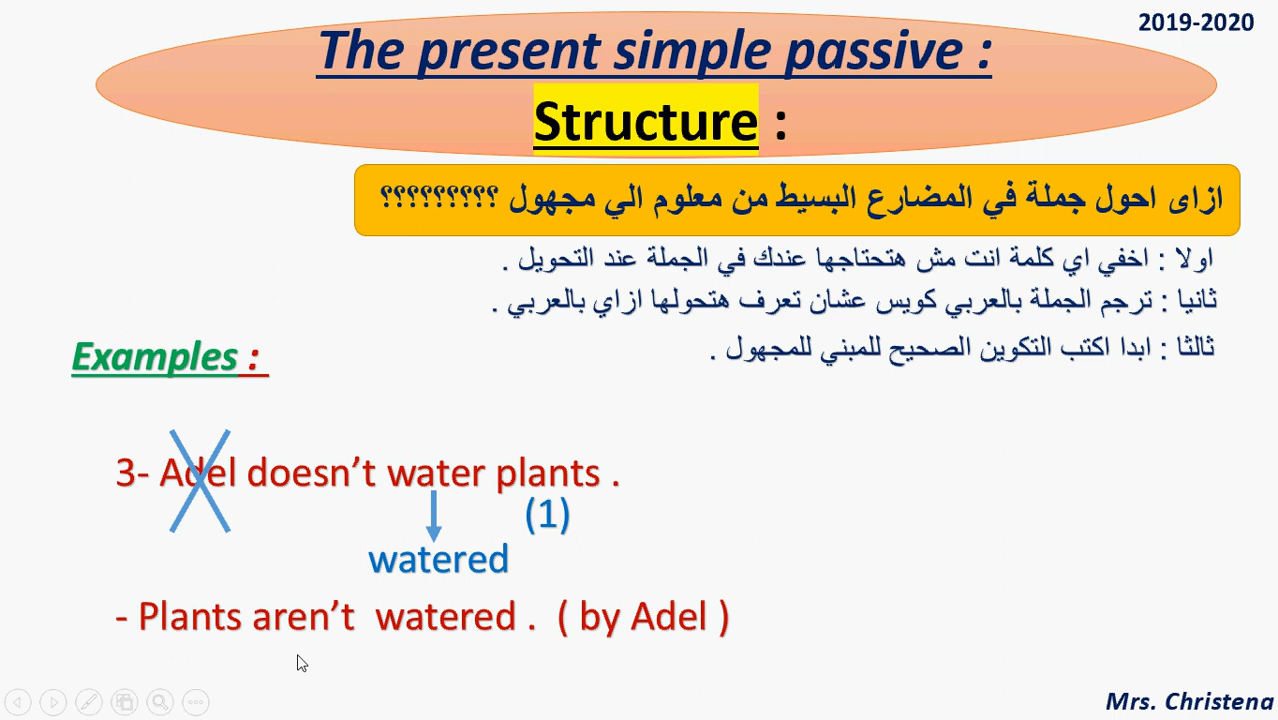 2019-2020
The present simple passive :
Structure :
ازاى احول جملة في المضارع البسيط من معلوم الي مجهول ؟؟؟؟؟؟؟؟؟
اولا : اخفي اي كلمة انت مش هتحتاجها عندك في الجملة عند التحويل .
ثانيا : ترجم الجملة بالعربي كويس عشان تعرف هتحولها ازاي بالعربي .
ثالثا : ابدا اكتب التكوين الصحيح للمبني للمجهول .
Examples :
3- Adel doesn’t water plants .
(1)
watered
- Plants aren’t watered . ( by Adel )
Mrs. Christena